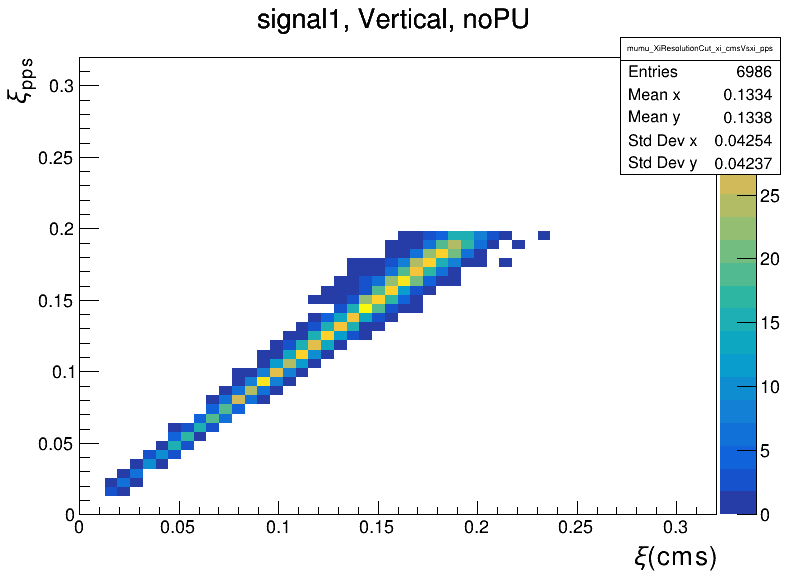 signal1, Vertical, noPU
mumu_XiResolutionCut_xi_cmsVsxi_pps
Entries 6986
Mean x 0.1334
Mean y 0.1338
Std Dev x 0.04254
Std Dev y 0.04237
ξpps
0.3
0.25
0.2
0.15
0.1
0.05
0
0 0.05 0.1 0.15 0.2 0.25 0.3
ξ(cms)
25
20
15
10
5
0